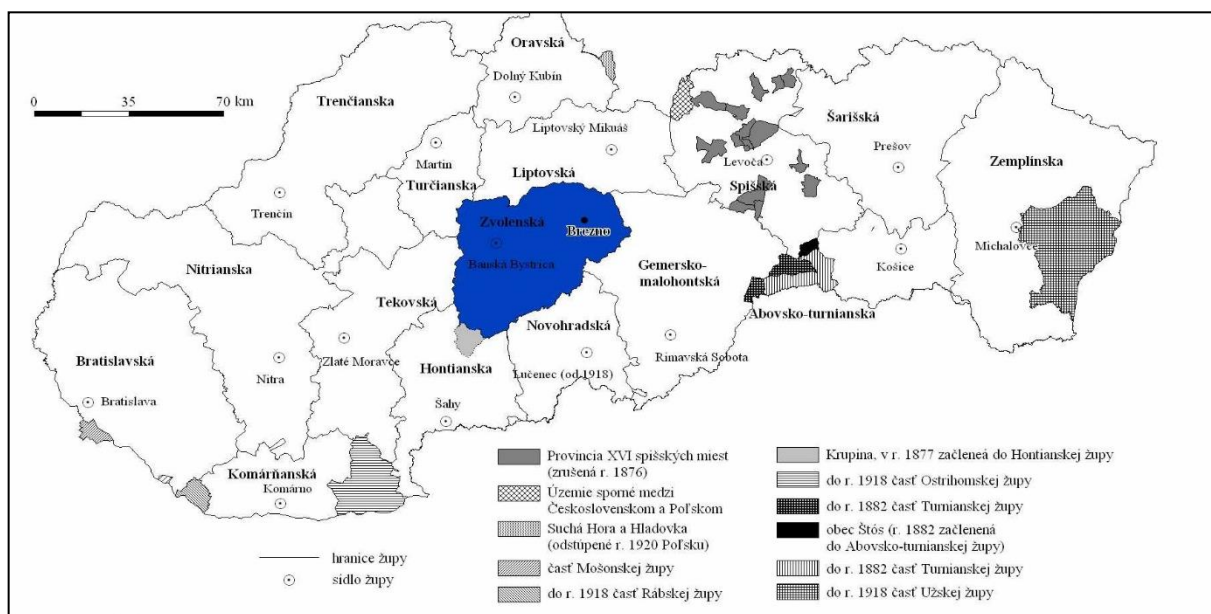 Oravská
Dolný Kubín
Trenčianska
0 35 70 km
Liptovský Mikuáš
Šarišská
Martin
Levoča
Prešov
Zemplínska
Liptovská
Turčianska
Spišská
Trenčín
Zvolenská
Brezno
Michalovce
Banská Bystrica
Košice
Nitrianska
Gemersko-
malohontská
Tekovská
Abovsko-turnianska
Novohradská
Rimavská Sobota
Bratislavská
Zlaté Moravce
Nitra
Hontianska
Lučenec (od 1918)
Bratislava
Šahy
Komárňanská
Komárno
hranice župy
sídlo župy
Provincia XVI spišských miest
(zrušená r. 1876)
Územie sporné medzi
Československom a Poľskom
Suchá Hora a Hladovka
(odstúpené r. 1920 Poľsku)
časť Mošonskej župy
do r. 1918 časť Rábskej župy
Krupina, v r. 1877 začlená do Hontianskej župy
do r. 1918 časť Ostrihomskej župy
do r. 1882 časť Turnianskej župy
obec Štós (r. 1882 začlenená
do Abovsko-turnianskej župy)
do r. 1882 časť Turnianskej župy
do r. 1918 časť Užskej župy